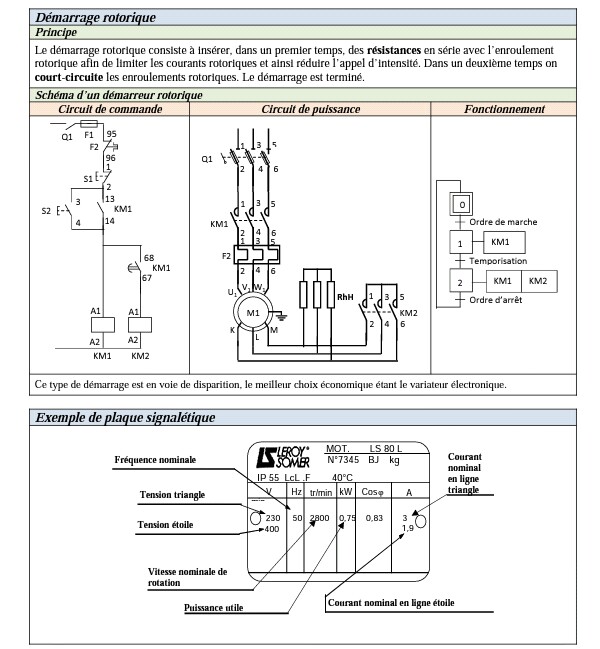 Démarrage rotorique
Principe
Le démarrage rotorique consiste à insérer, dans un premier temps, des résistances en série avec l'enroulement
rotorique afin de limiter les courants rotoriques et ainsi réduire l'appel d'intensité. Dans un deuxième temps on
court-circuite les enroulements rotoriques. Le démarrage est terminé.
Schéma d'un démarreur rotorique
Circuit de commande
Circuit de puissance
Fonctionnement
Q1 F1 95
F2
96
1
S1
2
3 13
S2 KM1
4 14
68
KM1
67
A1 A1
A2 A2
KM1 KM2
1 3 5
Q1
2 4 6
1 3 5
KM1
2 4 6
1 3 5
F2
2 4 6
U1 V1 W1
M1
K L M
RhH
1 3 5
KM2
2 4 6
0
Ordre de marche
1 KM1
Temporisation
2 KM1 KM2
Ordre d'arrêt
Ce type de démarrage est en voie de disparition, le meilleur choix économique étant le variateur électronique.
Exemple de plaque signalétique
LEROY®
SOMER
MOT. LS 80 L
N°7345 BJ kg
IP 55 LcL .F 40°C
V Hz tr/min kW Cosφ A
230 50 2800 0,75 0,83 3
400 1,9
Fréquence nominale
Tension triangle
Tension étoile
Vitesse nominale de
rotation
Puissance utile
Courant
nominal
en ligne
triangle
Courant nominal en ligne étoile